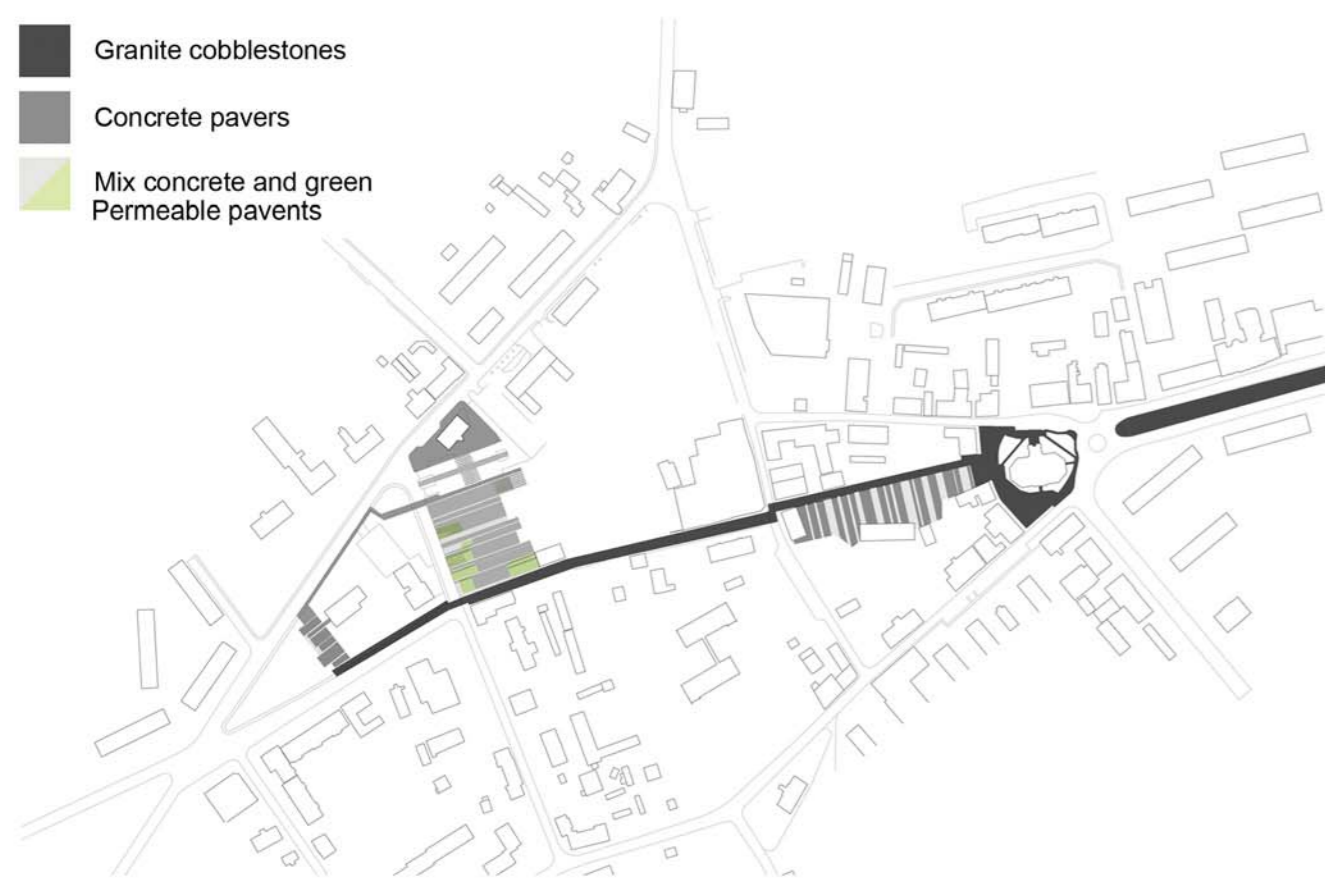 Granite cobblestones
Concrete pavers
Mix concrete and green
Permeable pavents